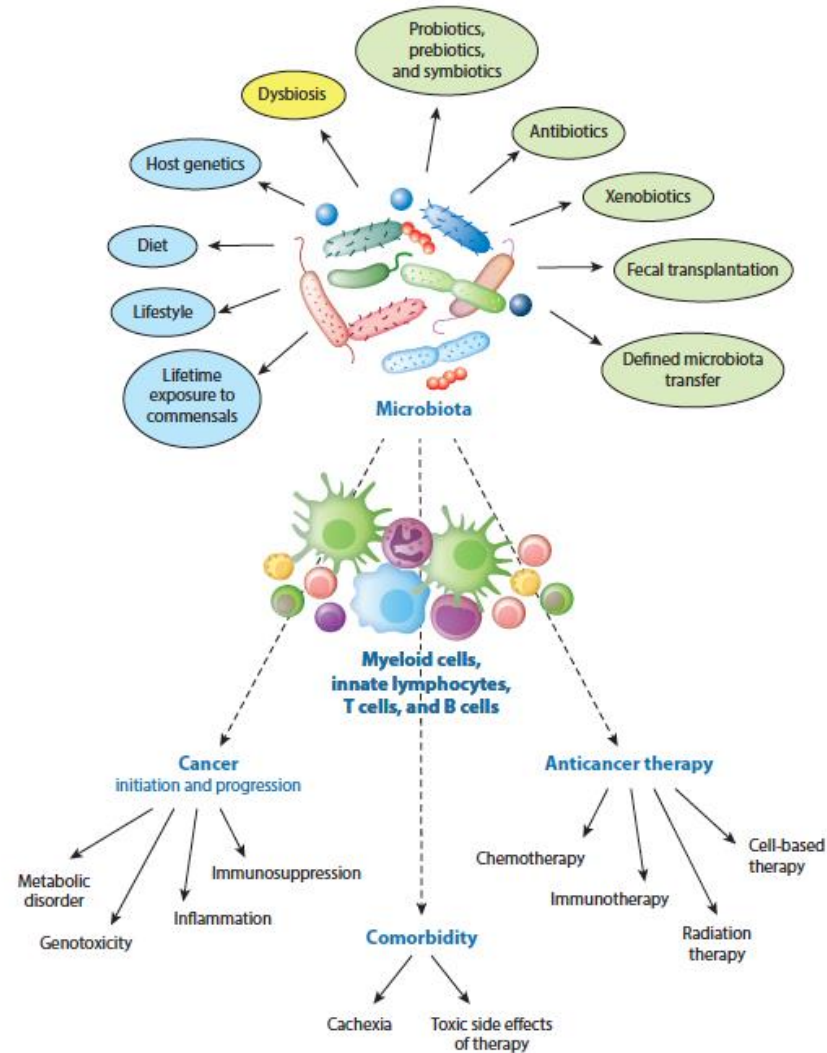 Probiotics,
prebiotics,
and symbiotics
Dysbiosis
Antibiotics
Host genetics
Xenobiotics
Diet
Fecal transplantation
Lifestyle
Defined microbiota
transfer
Lifetime
exposure to
commensals
Microbiota
Myeloid cells,
innate lymphocytes,
T cells, and B cells
Cancer
initiation and progression
Anticancer therapy
Metabolic
disorder
Genotoxicity
Inflammation
Immunosuppression
Chemotherapy
Immunotherapy
Radiation
therapy
Cell-based
therapy
Comorbidity
Cachexia
Toxic side effects
of therapy